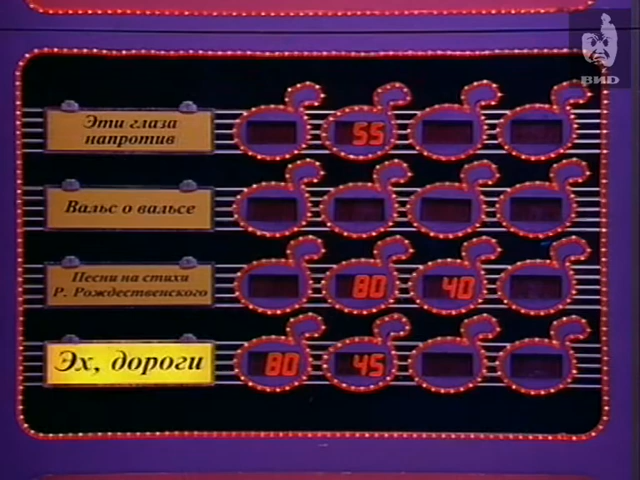 ВИD
Эти глаза
напротив
55
Вальс о вальсе
Песни на стихи
Р. Рождественского
80 40
Эх, дороги
80 45